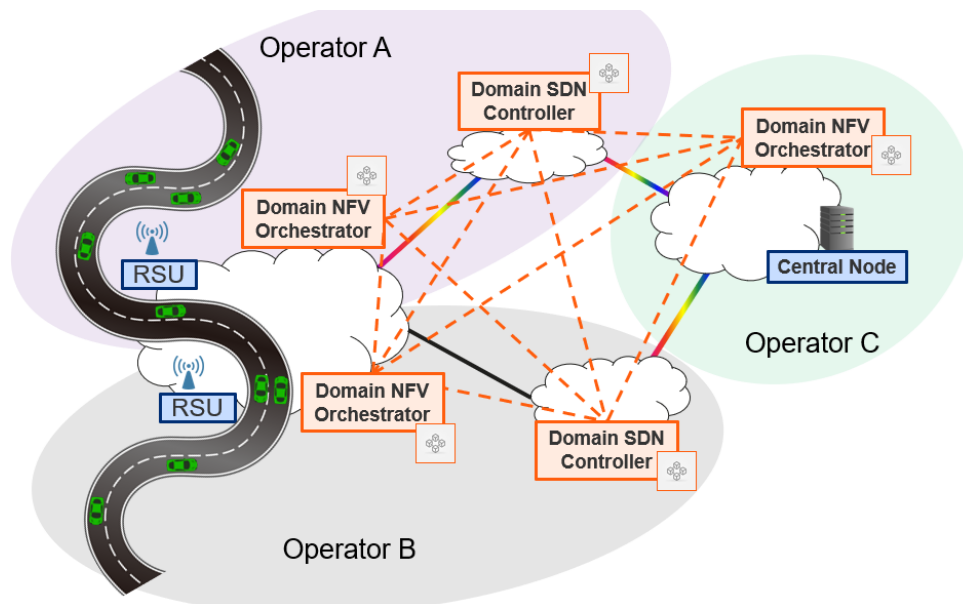 Operator A
Domain SDN
Controller
Domain NFV
Orchestrator
Domain NFV
Orchestrator
RSU
Central Node
Operator C
RSU
Domain NFV
Orchestrator
Domain SDN
Controller
Operator B